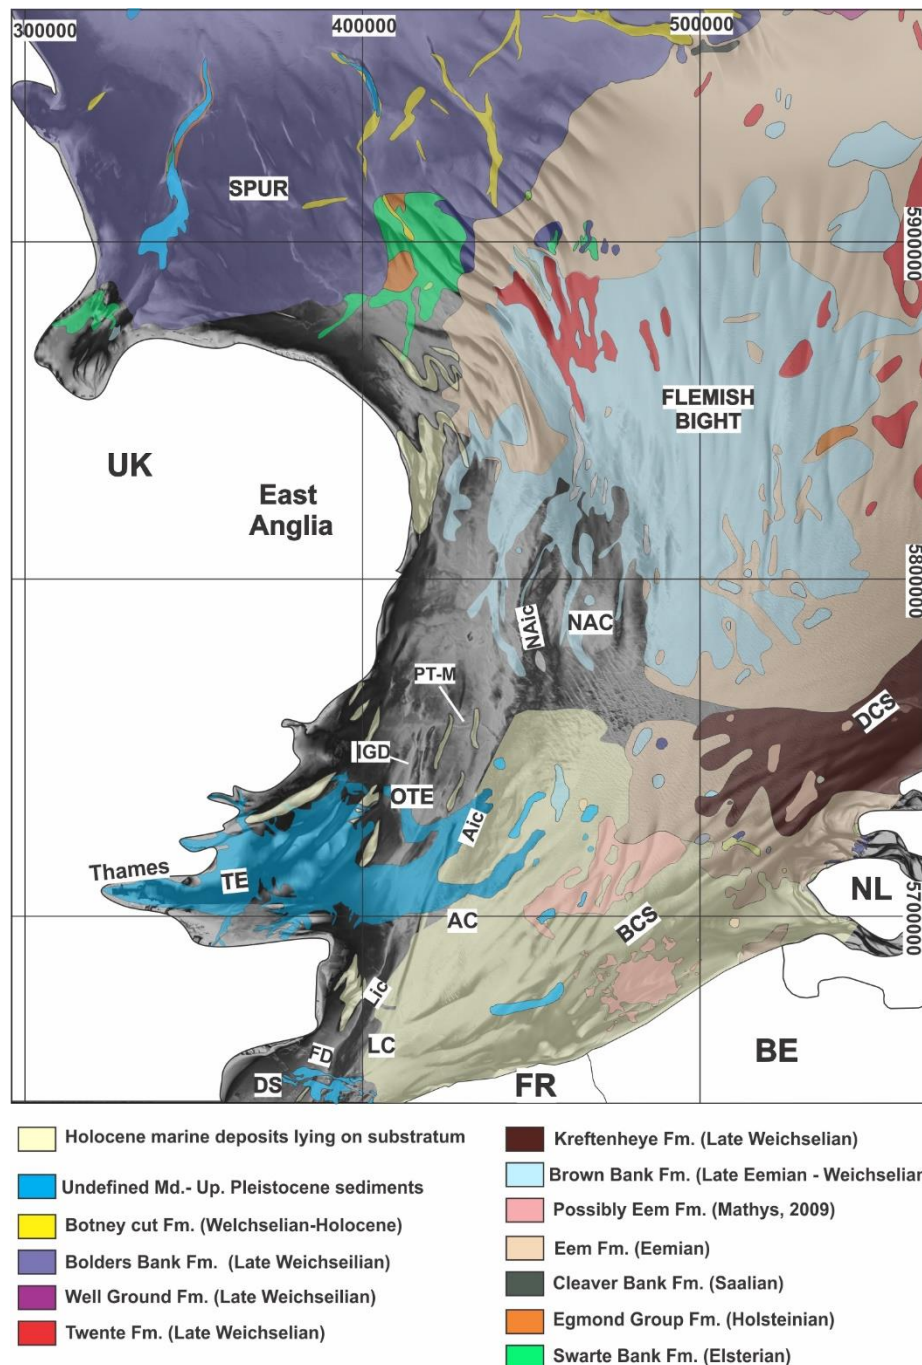 300000 400000 500000
SPUR
5900000
FLEMISH
BIGHT
UK
East
Anglia
5800000
NAic
NAC
PT-M
DCS
IGD
OTE
Aic
Thames
TE
NL
5700000
AC
BCS
Lic
LC
FD
DS
BE
FR
Holocene marine deposits lying on substratum
Undefined Md.- Up. Pleistocene sediments
Botney cut Fm. (Welchselian-Holocene)
Bolders Bank Fm. (Late Weichseilian)
Well Ground Fm. (Late Weichseilian)
Twente Fm. (Late Weichselian)
Kreftenheye Fm. (Late Weichselian)
Brown Bank Fm. (Late Eemian - Weichselian
Possibly Eem Fm. (Mathys, 2009)
Eem Fm. (Eemian)
Cleaver Bank Fm. (Saalian)
Egmond Group Fm. (Holsteinian)
Swarte Bank Fm. (Elsterian)